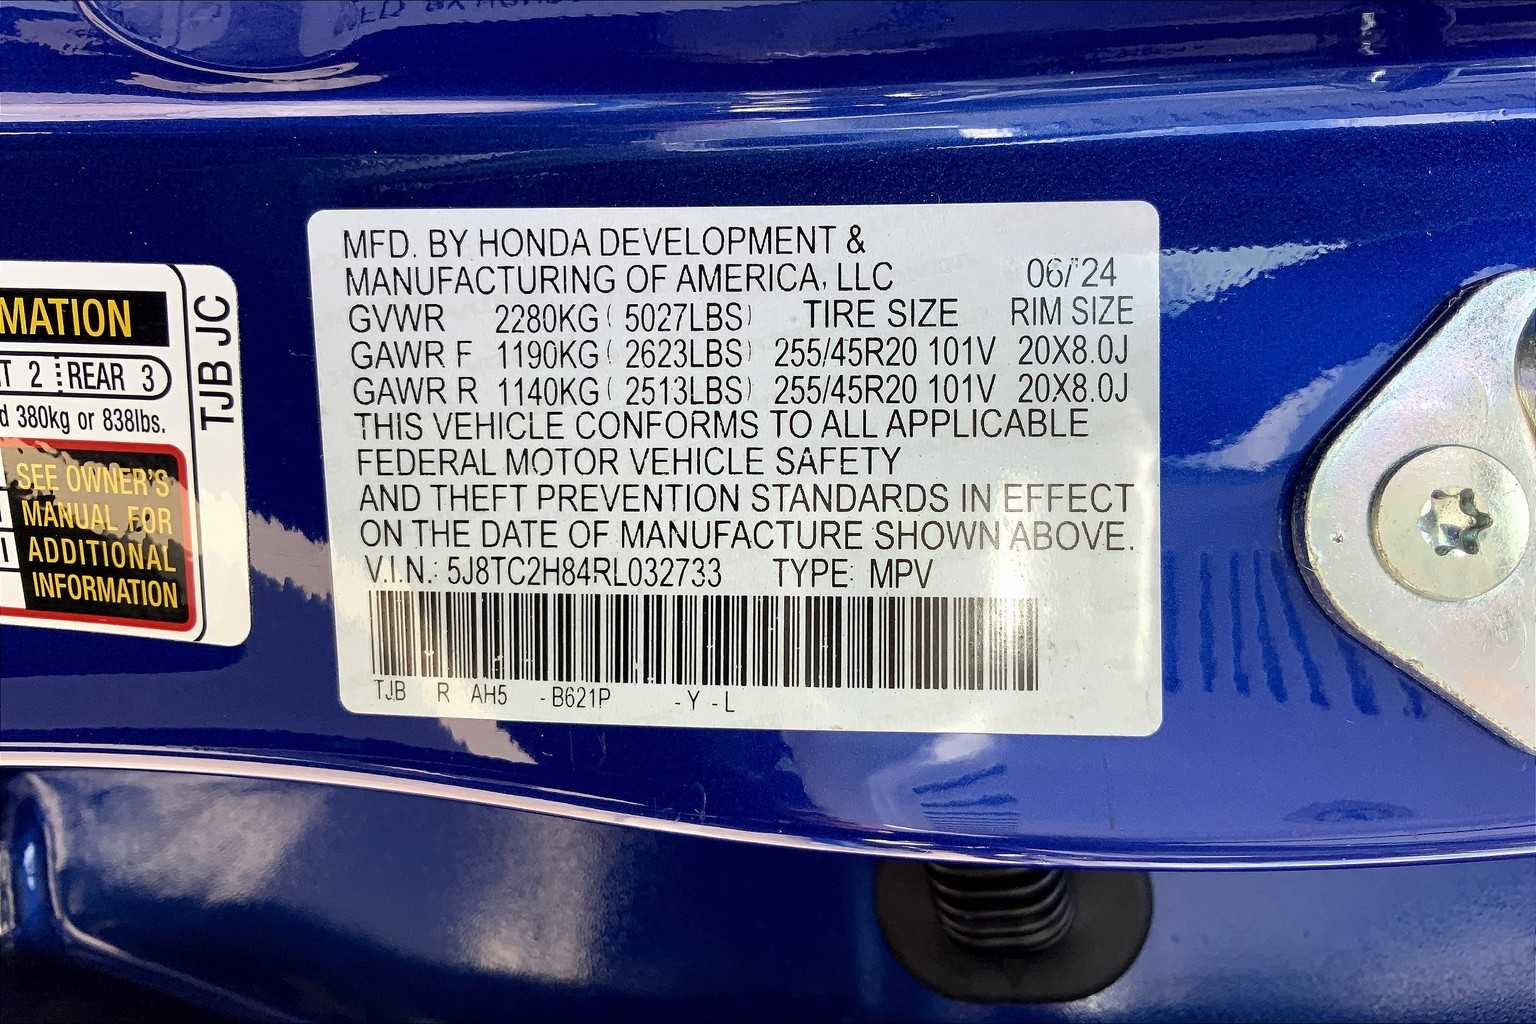 MATION
T 2 REAR 3
d 380kg or 838lbs.
SEE OWNER'S
MANUAL FOR
ADDITIONAL
INFORMATION
TJB JC
MFD. BY HONDA DEVELOPMENT &
MANUFACTURING OF AMERICA, LLC 06/'24
GVWR 2280KG ( 5027LBS) TIRE SIZE RIM SIZE
GAWR F 1190KG ( 2623LBS) 255/45R20 101V 20X8.0J
GAWR R 1140KG ( 2513LBS) 255/45R20 101V 20X8.0J
THIS VEHICLE CONFORMS TO ALL APPLICABLE
FEDERAL MOTOR VEHICLE SAFETY
AND THEFT PREVENTION STANDARDS IN EFFECT
ON THE DATE OF MANUFACTURE SHOWN ABOVE.
V.I.N.: 5J8TC2H84RL032733 TYPE: MPV
TJB R AH5 - B621P - Y - L